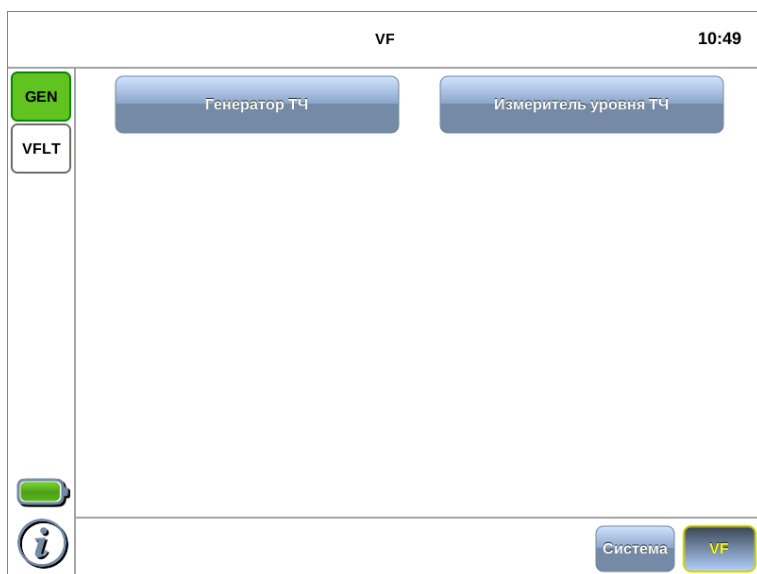 VF
10:49
GEN
Генератор ТЧ
Измеритель уровня ТЧ
VFLT
i
Система
VF